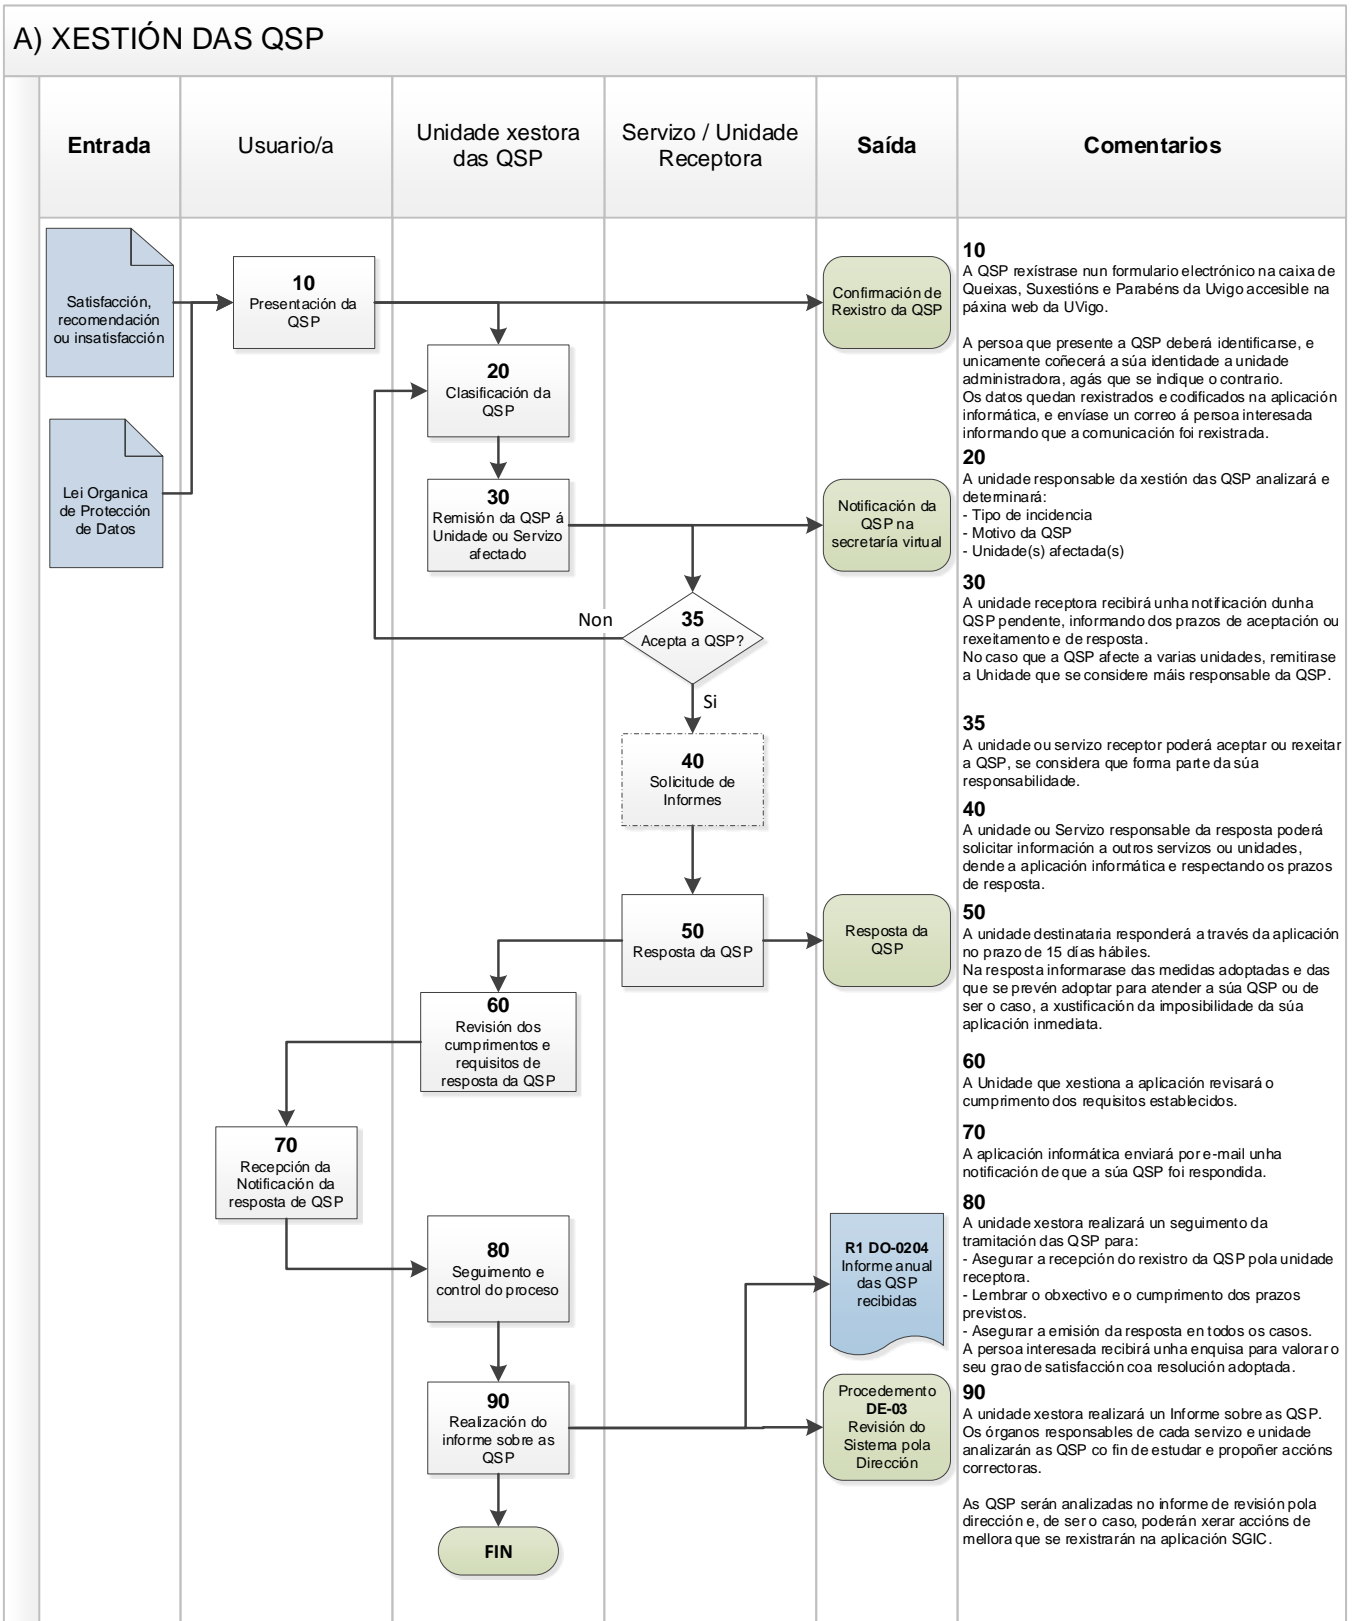 A) XESTIÓN DAS QSP
Entrada
Usuario/a
Unidade xestora
das QSP
Servizo / Unidade
Receptora
Saída
Comentarios
Satisfacción,
recomendación
ou insatisfacción
Lei Organica
de Protección
de Datos
10
Presentación da
QSP
Confirmación de
Rexistro da QSP
20
Clasificación da
QSP
30
Remisión da QSP á
Unidade ou Servizo
afectado
Notificación da
QSP na
secretaría virtual
Non
35
Acepta a QSP?
Si
40
Solicitude de
Informes
50
Resposta da QSP
Resposta da
QSP
60
Revisión dos
cumprimentos e
requisitos de
resposta da QSP
70
Recepción da
Notificación da
resposta de QSP
80
Seguimento e
control do proceso
R1 DO-0204
Informe anual
das QSP
recibidas
90
Realización do
informe sobre as
QSP
Procedemento
DE-03
Revisión do
Sistema pola
Dirección
FIN
10
A QSP rexístrase nun formulario electrónico na caixa de
Queixas, Suxestións e Parabéns da Uvigo accesible na
páxina web da UVigo.
A persoa que presente a QSP deberá identificarse, e
unicamente coñecerá a súa identidade a unidade
administradora, agás que se indique o contrario.
Os datos quedan rexistrados e codificados na aplicación
informática, e envíase un correo á persoa interesada
informando que a comunicación foi rexistrada.
20
A unidade responsable da xestión das QSP analizará e
determinará:
- Tipo de incidencia
- Motivo da QSP
- Unidade(s) afectada(s)
30
A unidade receptora recibirá unha notificación dunha
QSP pendente, informando dos prazos de aceptación ou
rexeitamento e de resposta.
No caso que a QSP afecte a varias unidades, remitirase
a Unidade que se considere máis responsable da QSP.
35
A unidade ou servizo receptor poderá aceptar ou rexeitar
a QSP, se considera que forma parte da súa
responsabilidade.
40
A unidade ou Servizo responsable da resposta poderá
solicitar información a outros servizos ou unidades,
dende a aplicación informática e respectando os prazos
de resposta.
50
A unidade destinataria responderá a través da aplicación
no prazo de 15 días hábiles.
Na resposta informarase das medidas adoptadas e das
que se prevén adoptar para atender a súa QSP ou de
ser o caso, a xustificación da imposibilidade da súa
aplicación inmediata.
60
A Unidade que xestiona a aplicación revisará o
cumprimento dos requisitos establecidos.
70
A aplicación informática enviará por e-mail unha
notificación de que a súa QSP foi respondida.
80
A unidade xestora realizará un seguimento da
tramitación das QSP para:
- Asegurar a recepción do rexistro da QSP pola unidade
receptora.
- Lembrar o obxectivo e o cumprimento dos prazos
previstos.
- Asegurar a emisión da resposta en todos os casos.
A persoa interesada recibirá unha enquisa para valorar o
seu grao de satisfacción coa resolución adoptada.
90
A unidade xestora realizará un Informe sobre as QSP.
Os órganos responsables de cada servizo e unidade
analizarán as QSP co fin de estudar e propoñer accións
correctoras.
As QSP serán analizadas no informe de revisión pola
dirección e, de ser o caso, poderán xerar accións de
mellora que se rexistrarán na aplicación SGIC.